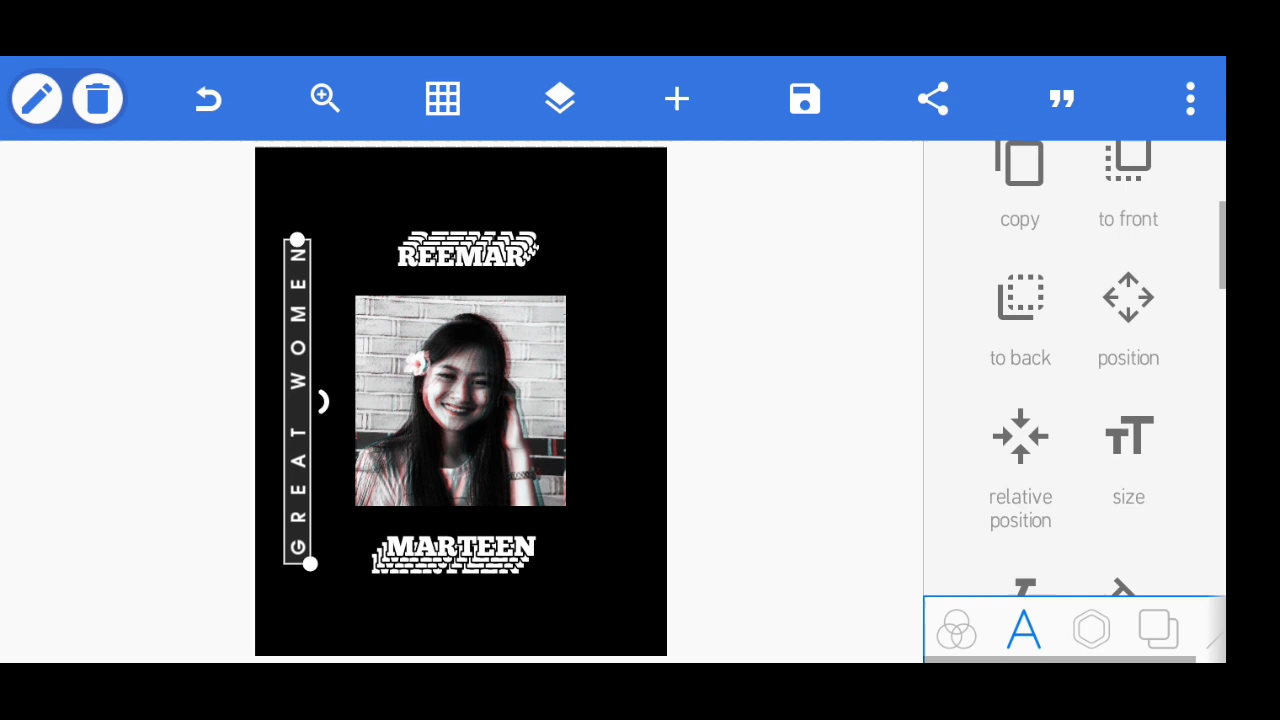 REEMAR
GREAT WOMEN
MARTEEN
copy
to front
to back
position
relative
position
size